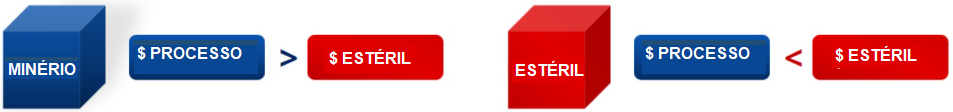 MINÉRIO $ PROCESSO > $ ESTÉRIL
ESTÉRIL $ PROCESSO < $ ESTÉRIL